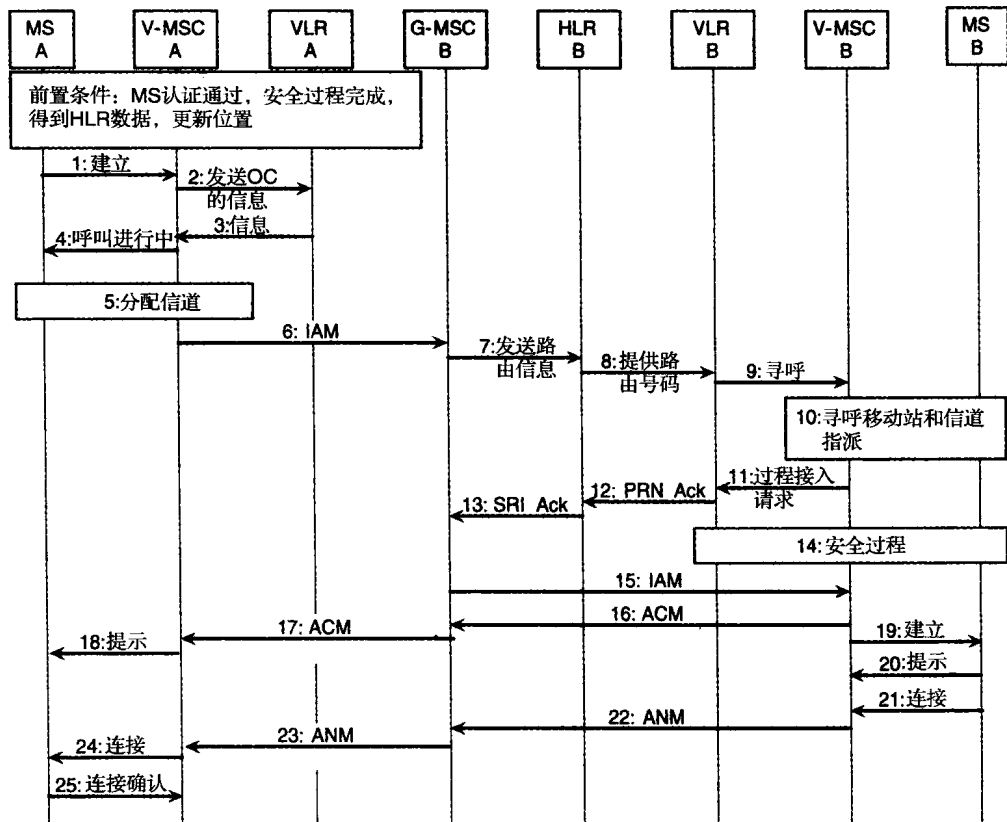 MS
A
V-MSC
A
VLR
A
G-MSC
B
HLR
B
VLR
B
V-MSC
B
MS
B
前置条件：MS认证通过，安全过程完成，
得到HLR数据，更新位置
1:建立
2:发送OC
的信息
3:信息
4:呼叫进行中
5:分配信道
6: IAM
7:发送路
由信息
8:提供路
由号码
9:寻呼
10:寻呼移动站和信道
指派
11:过程接入
请求
12: PRN_Ack
13: SRI_Ack
14:安全过程
15: IAM
16: ACM
17: ACM
18:提示
19:建立
20:提示
21:连接
22: ANM
23: ANM
24:连接
25:连接确认